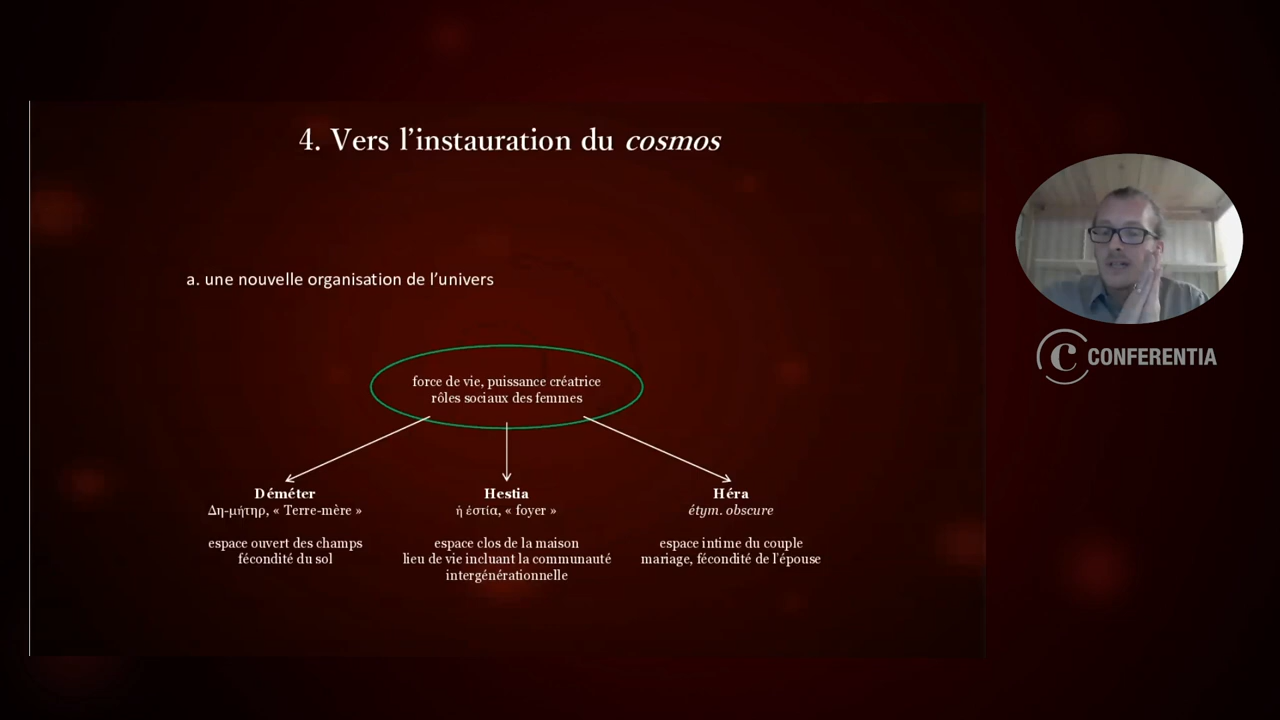 4. Vers l’instauration du cosmos
a. une nouvelle organisation de l’univers
force de vie, puissance créatrice
rôles sociaux des femmes
Déméter
Δη-μήτηρ, « Terre-mère »
espace ouvert des champs
fécondité du sol
Hestia
ἡ ἑστία, « foyer »
espace clos de la maison
lieu de vie incluant la communauté
intergénérationnelle
Héra
étym. obscure
espace intime du couple
mariage, fécondité de l'épouse
C CONFERENTIA